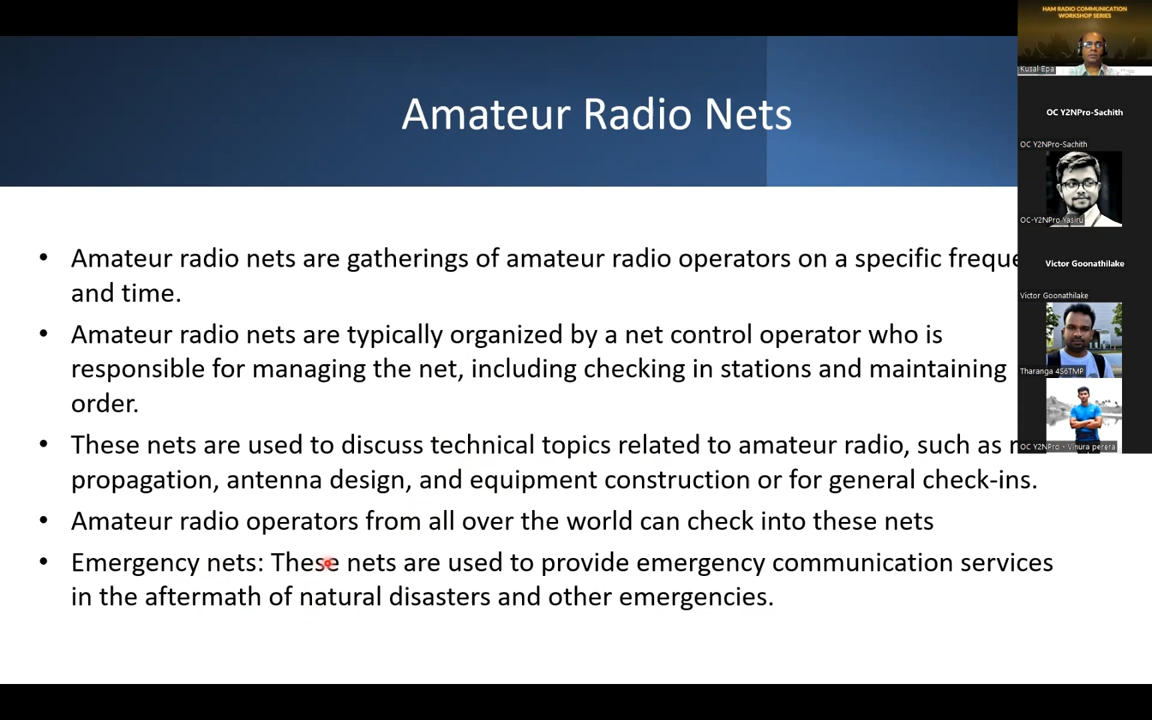 Amateur Radio Nets
• Amateur radio nets are gatherings of amateur radio operators on a specific freque
and time.
• Amateur radio nets are typically organized by a net control operator who is
responsible for managing the net, including checking in stations and maintaining
order.
• These nets are used to discuss technical topics related to amateur radio, such as
propagation, antenna design, and equipment construction or for general check-ins.
• Amateur radio operators from all over the world can check into these nets
• Emergency nets: These nets are used to provide emergency communication services
in the aftermath of natural disasters and other emergencies.
HAM RADIO COMMUNICATION
WORKSHOP SERIES
Kusal Epa
OC Y2NPro-Sachith
OC Y2NPro-Sachith
OC-Y2NPro Yasiru
Victor Goonathilake
Victor Goonathilake
Tharanga 4S6TMP
OC Y2NPro - Vinura perera